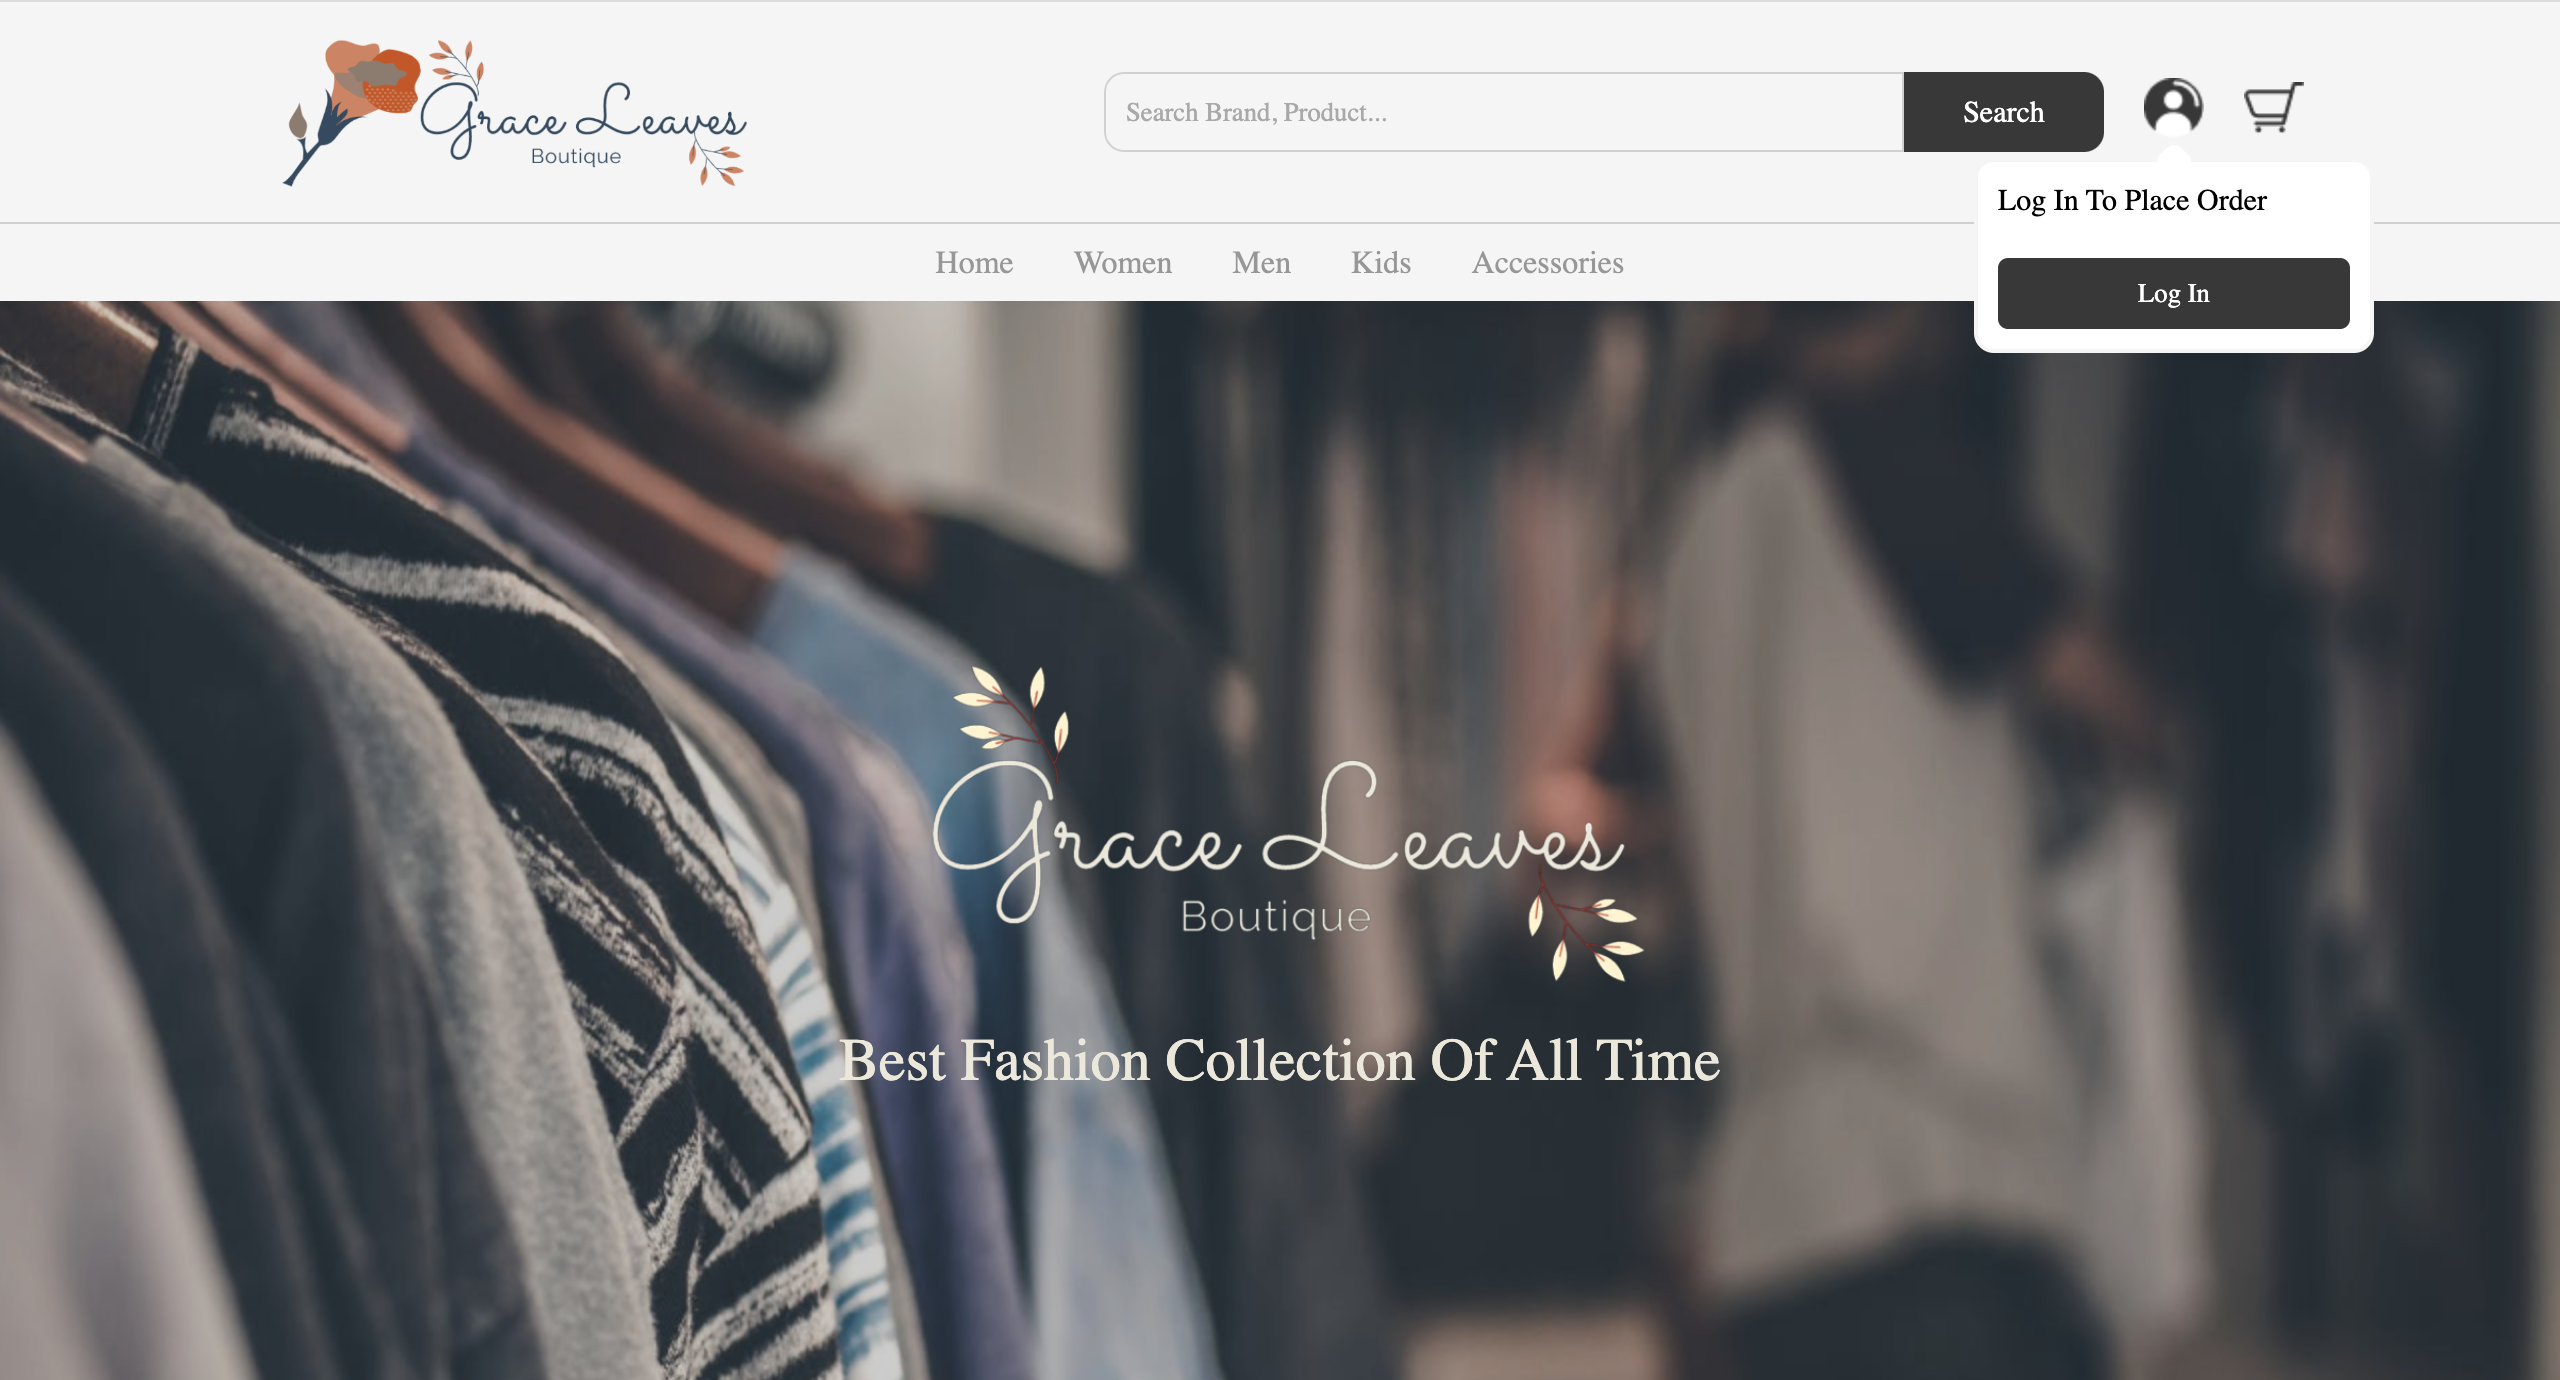 Grace Leaves
Boutique
Search Brand, Product...
Search
Log In To Place Order
Log In
Home
Women
Men
Kids
Accessories
Grace Leaves
Boutique
Best Fashion Collection Of All Time